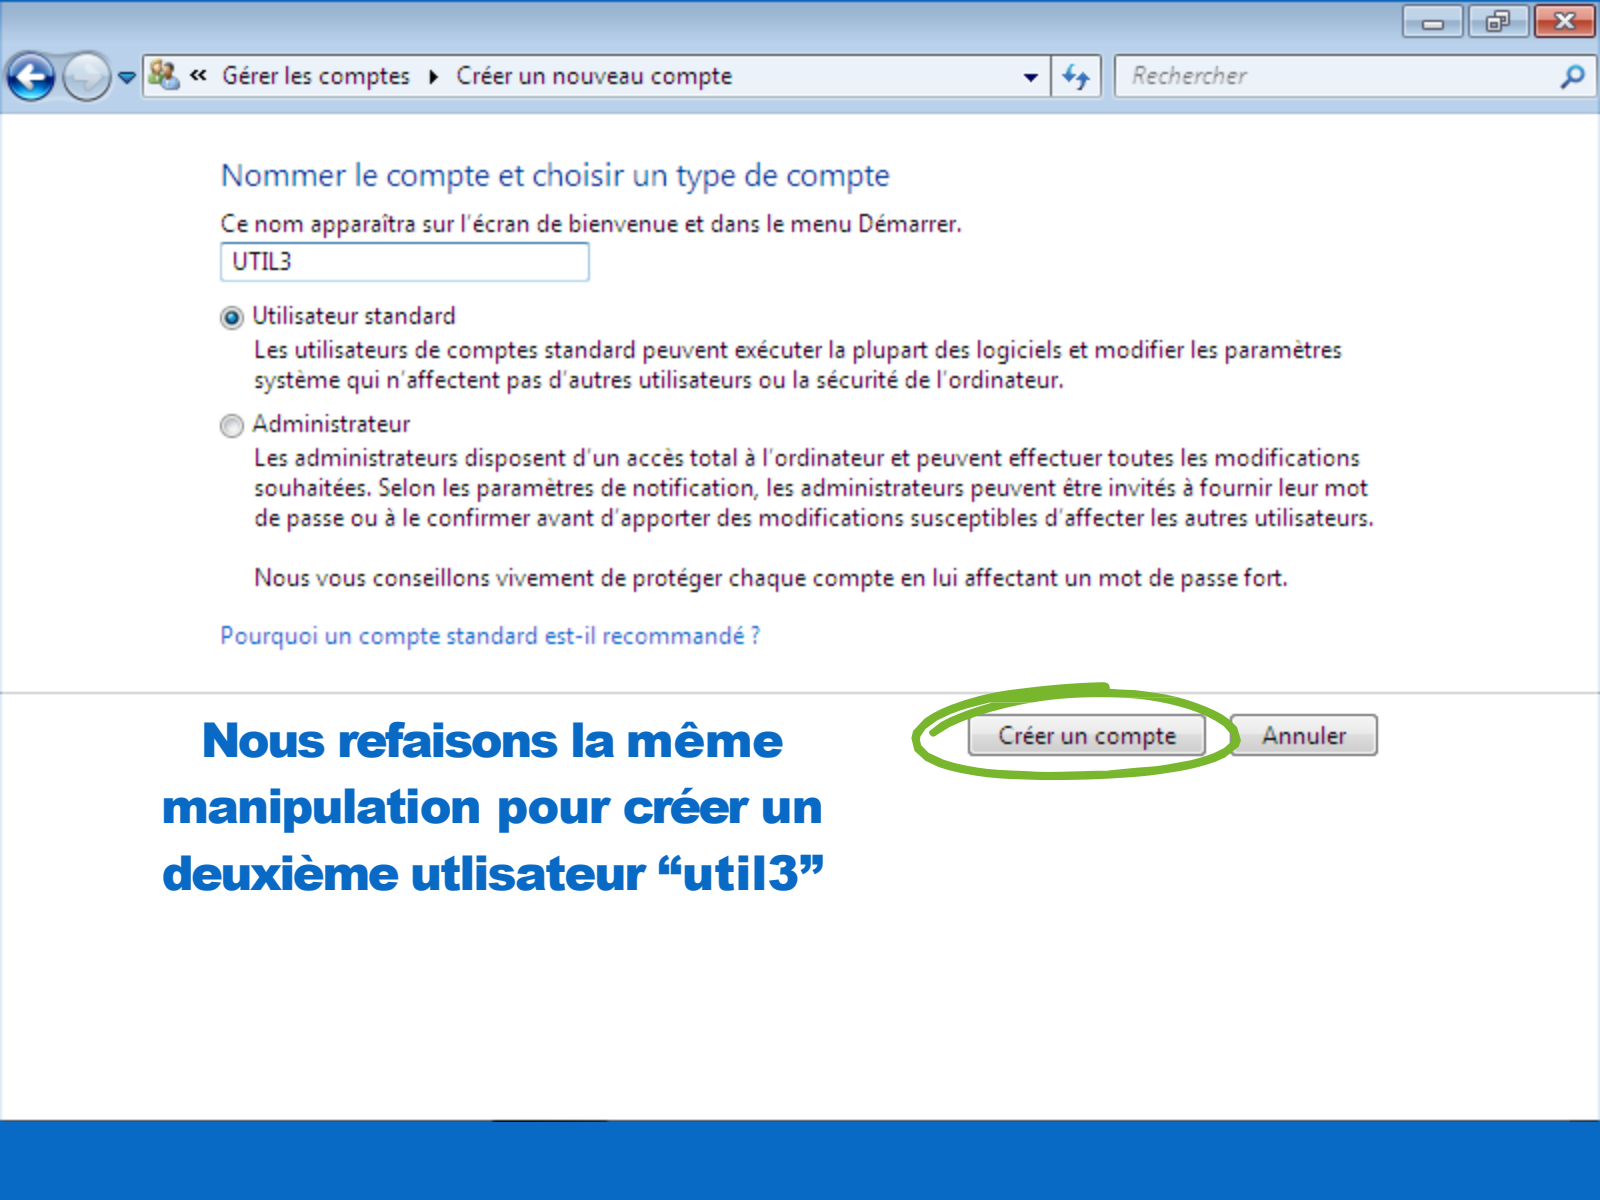 « Gérer les comptes ▸ Créer un nouveau compte
Rechercher
Nommer le compte et choisir un type de compte
Ce nom apparaîtra sur l'écran de bienvenue et dans le menu Démarrer.
UTIL3
Utilisateur standard
Les utilisateurs de comptes standard peuvent exécuter la plupart des logiciels et modifier les paramètres
système qui n'affectent pas d'autres utilisateurs ou la sécurité de l'ordinateur.
Administrateur
Les administrateurs disposent d'un accès total à l'ordinateur et peuvent effectuer toutes les modifications
souhaitées. Selon les paramètres de notification, les administrateurs peuvent être invités à fournir leur mot
de passe ou à le confirmer avant d'apporter des modifications susceptibles d'affecter les autres utilisateurs.
Nous vous conseillons vivement de protéger chaque compte en lui affectant un mot de passe fort.
Pourquoi un compte standard est-il recommandé ?
Créer un compte
Annuler
Nous refaisons la même
manipulation pour créer un
deuxième utlisateur “util3”